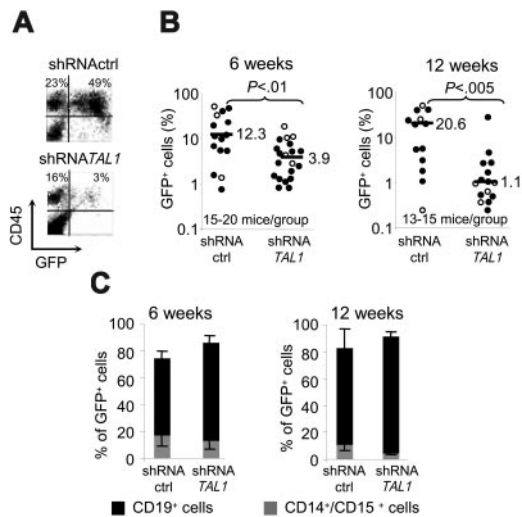 A
shRNActrl
23%
49%
shRNATAL1
16%
3%
CD45
GFP
B
6 weeks
P<.01
GFP+ cells (%)
100
10
1
0.1
12.3
3.9
15-20 mice/group
shRNA ctrl
shRNA TAL1
12 weeks
P<.005
GFP+ cells (%)
100
10
1
0.1
20.6
1.1
13-15 mice/group
shRNA ctrl
shRNA TAL1
C
6 weeks
% of GFP+ cells
100
80
60
40
20
0
shRNA ctrl
shRNA TAL1
12 weeks
% of GFP+ cells
100
80
60
40
20
0
shRNA ctrl
shRNA TAL1
CD19+ cells
CD14+/CD15 + cells